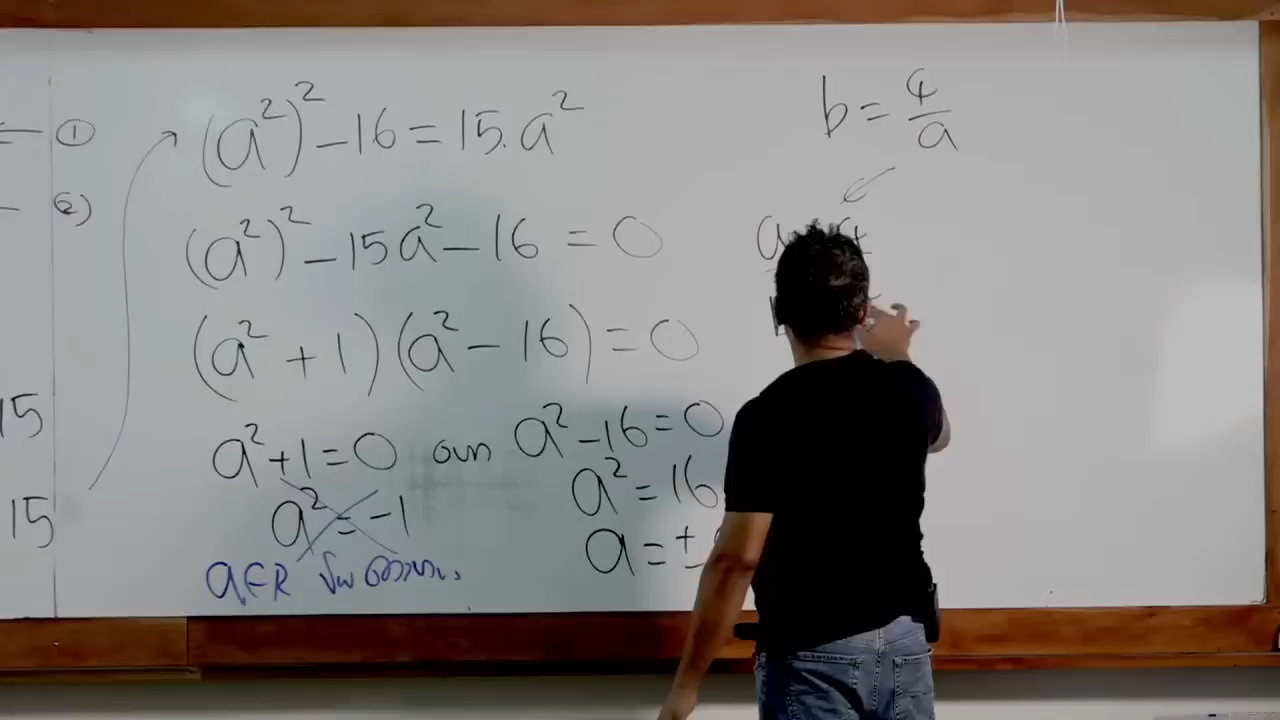 ①
②
15
15
(a²)² - 16 = 15.a²
(a²)² - 15a² - 16 = 0
(a² + 1)(a² - 16) = 0
a² + 1 = 0 හෝ a² - 16 = 0
a² = -1
a² = 16
a = ±
a∈R
b = 4/a
a